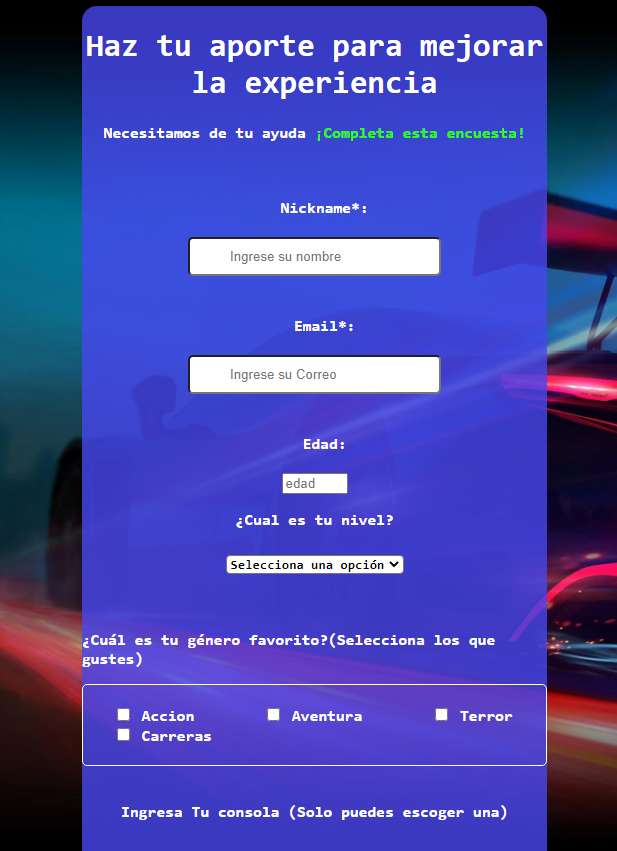 Haz tu aporte para mejorar
la experiencia
Necesitamos de tu ayuda ¡Completa esta encuesta!
Nickname*:
Ingrese su nombre
Email*:
Ingrese su Correo
Edad:
edad
¿Cual es tu nivel?
Selecciona una opción
¿Cuál es tu género favorito?(Selecciona los que
gustes)
Accion Aventura Terror
Carreras
Ingresa Tu consola (Solo puedes escoger una)